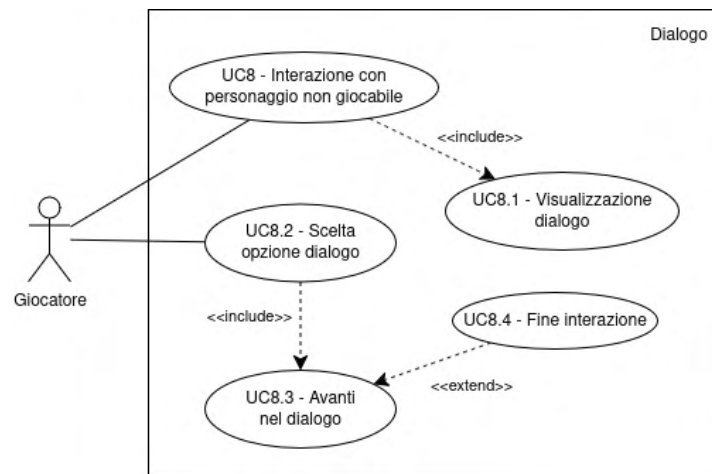 Dialogo
UC8 - Interazione con
personaggio non giocabile
<<include>>
UC8.1 - Visualizzazione
dialogo
UC8.2 - Scelta
opzione dialogo
Giocatore
<<include>>
UC8.4 - Fine interazione
UC8.3 - Avanti
nel dialogo
<<extend>>